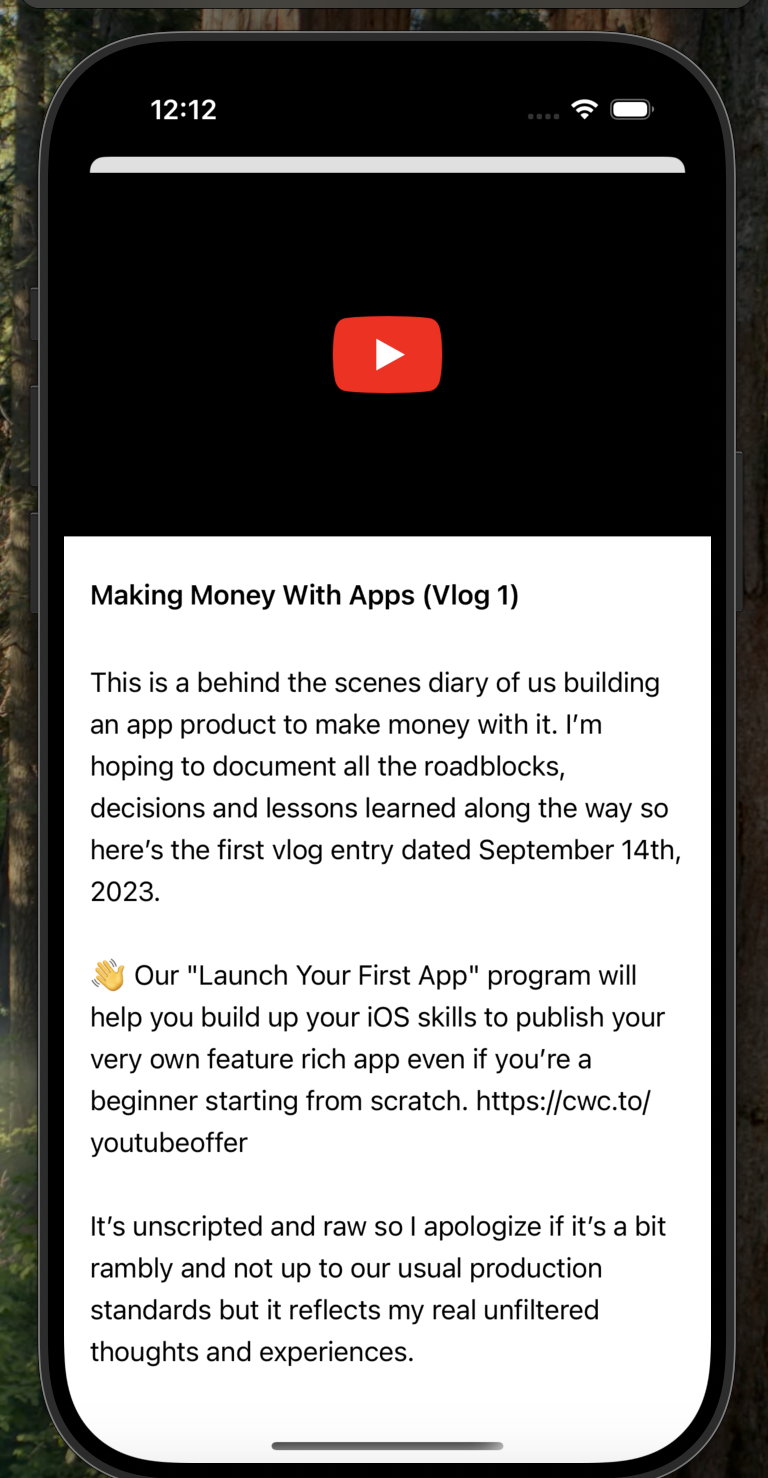 12:12
Making Money With Apps (Vlog 1)
This is a behind the scenes diary of us building
an app product to make money with it. I’m
hoping to document all the roadblocks,
decisions and lessons learned along the way so
here’s the first vlog entry dated September 14th,
2023.
👋 Our "Launch Your First App" program will
help you build up your iOS skills to publish your
very own feature rich app even if you’re a
beginner starting from scratch. https://cwc.to/
youtubeoffer
It’s unscripted and raw so I apologize if it’s a bit
rambly and not up to our usual production
standards but it reflects my real unfiltered
thoughts and experiences.